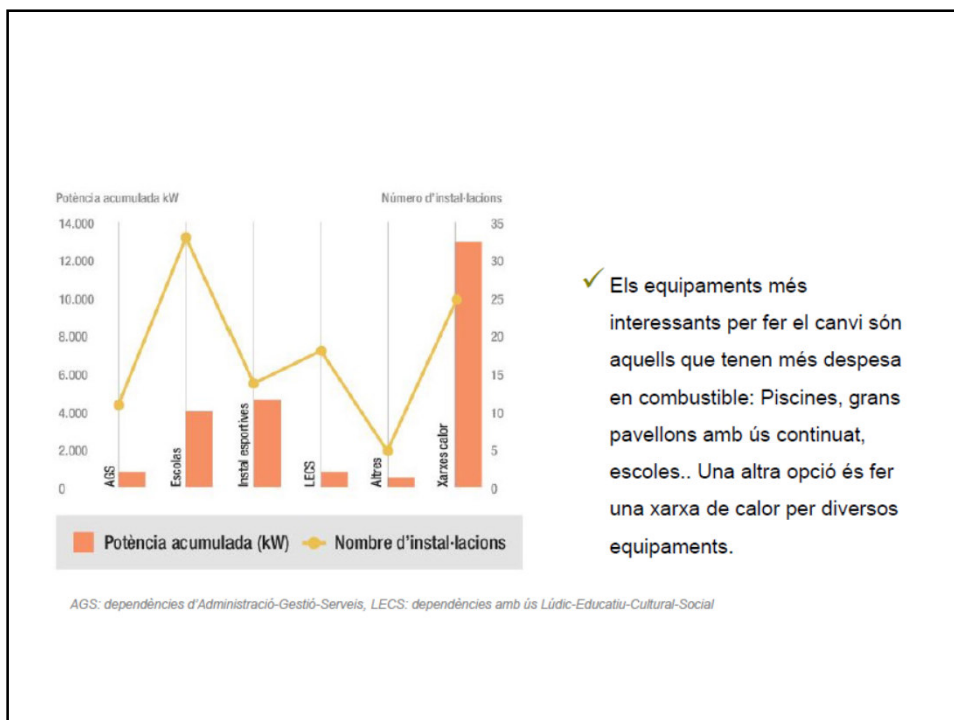 Potència acumulada kW
Número d'instal·lacions
14.000
12.000
10.000
8.000
6.000
4.000
2.000
0
35
30
25
20
15
10
5
0
AGS
Escolas
Instal esportives
LECS
Altres
Xarxes calor
Potència acumulada (kW)
Nombre d'instal·lacions
AGS: dependències d'Administració-Gestió-Serveis, LECS: dependències amb ús Lúdic-Educatiu-Cultural-Social
✓ Els equipaments més
interessants per fer el canvi són
aquells que tenen més despesa
en combustible: Piscines, grans
pavellons amb ús continuat,
escoles.. Una altra opció és fer
una xarxa de calor per diversos
equipaments.